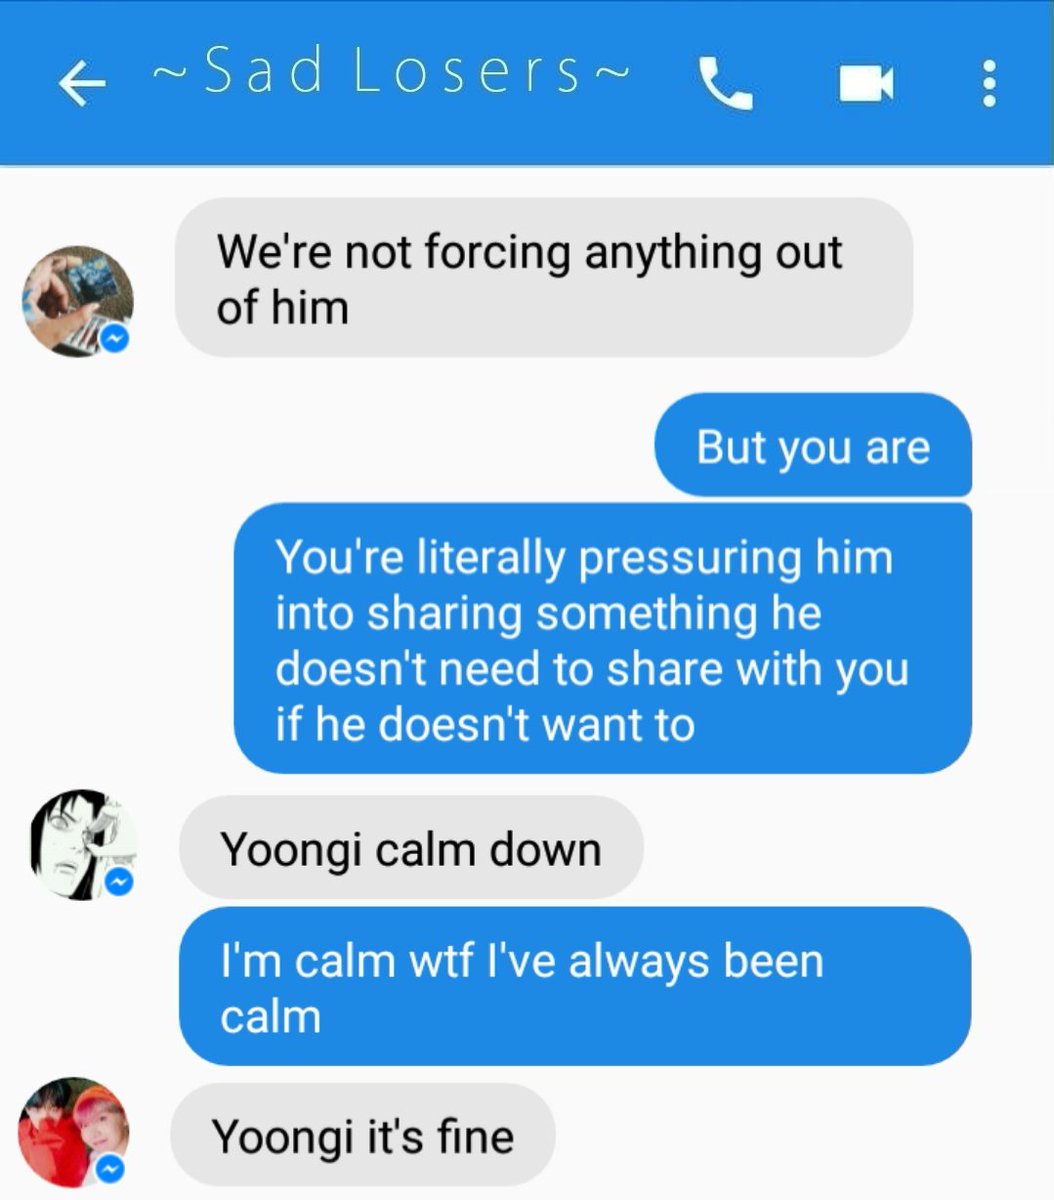 ~Sad Losers~
We're not forcing anything out
of him
But you are
You're literally pressuring him
into sharing something he
doesn't need to share with you
if he doesn't want to
Yoongi calm down
I'm calm wtf I've always been
calm
Yoongi it's fine